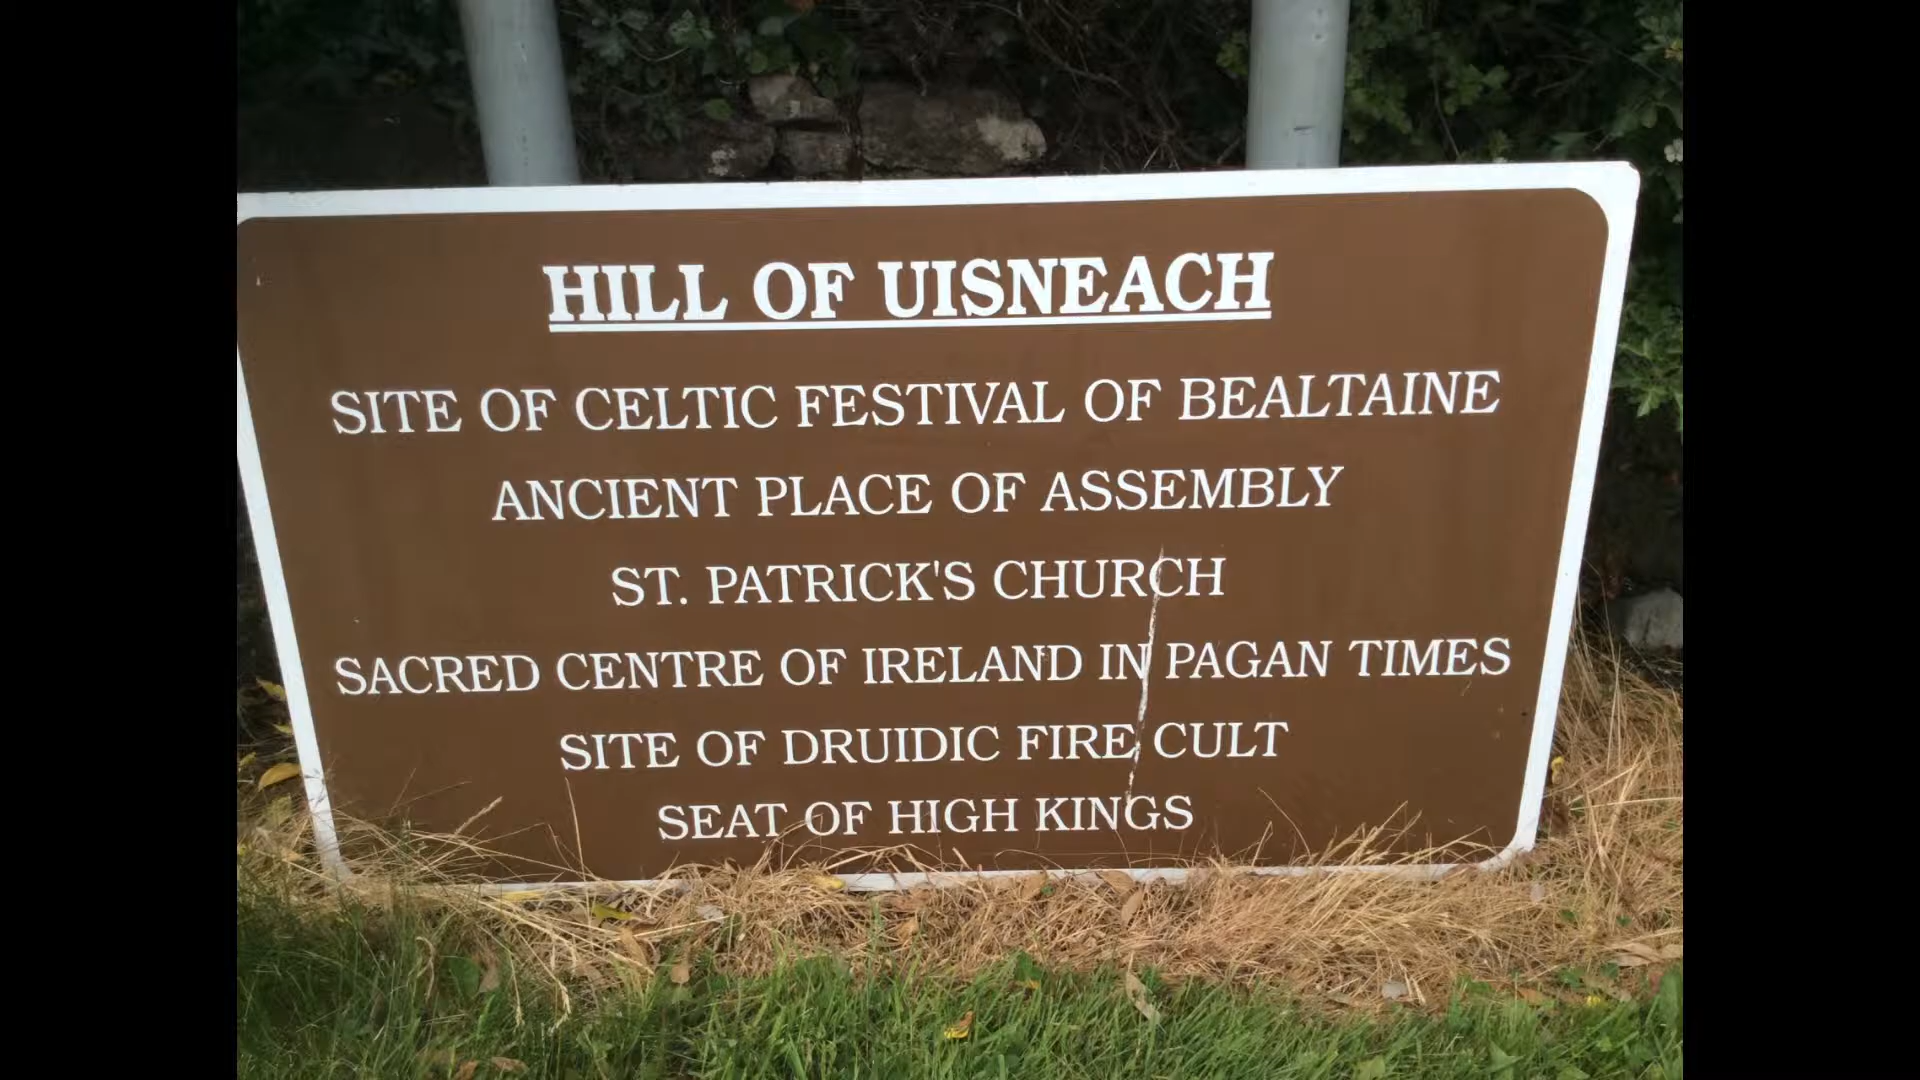 HILL OF UISNEACH
SITE OF CELTIC FESTIVAL OF BEALTAINE
ANCIENT PLACE OF ASSEMBLY
ST. PATRICK'S CHURCH
SACRED CENTRE OF IRELAND IN PAGAN TIMES
SITE OF DRUIDIC FIRE CULT
SEAT OF HIGH KINGS